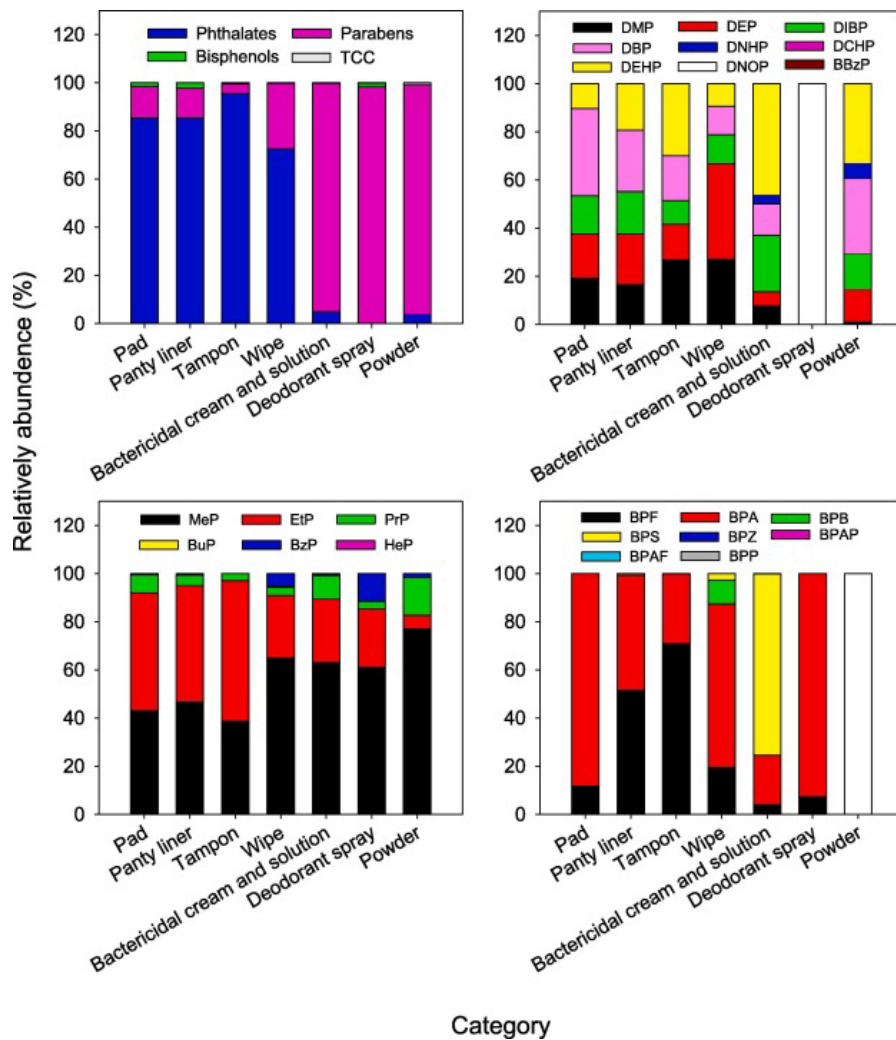 Relatively abundance (%)
120
100
80
60
40
20
0
Phthalates Parabens
Bisphenols TCC
Pad
Panty liner
Tampon
Wipe
Bactericidal cream and solution
Deodorant spray
Powder
120
100
80
60
40
20
0
DMP DEP DIBP
DBP DNHP DCHP
DEHP DNOP BBzP
Pad
Panty liner
Tampon
Wipe
Bactericidal cream and solution
Deodorant spray
Powder
120
100
80
60
40
20
0
MeP EtP PrP
BuP BzP HeP
Pad
Panty liner
Tampon
Wipe
Bactericidal cream and solution
Deodorant spray
Powder
120
100
80
60
40
20
0
BPF BPA BPB
BPS BPZ BPAP
BPAF BPP
Pad
Panty liner
Tampon
Wipe
Bactericidal cream and solution
Deodorant spray
Powder
Category